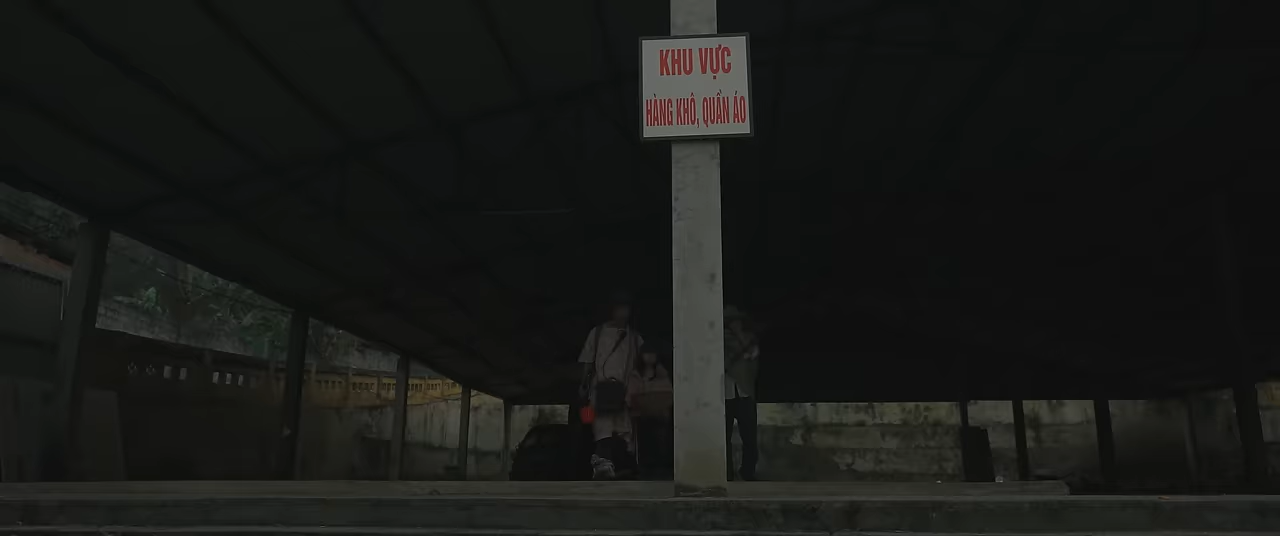 KHU VỰC
HÀNG KHÔ, QUẦN ÁO